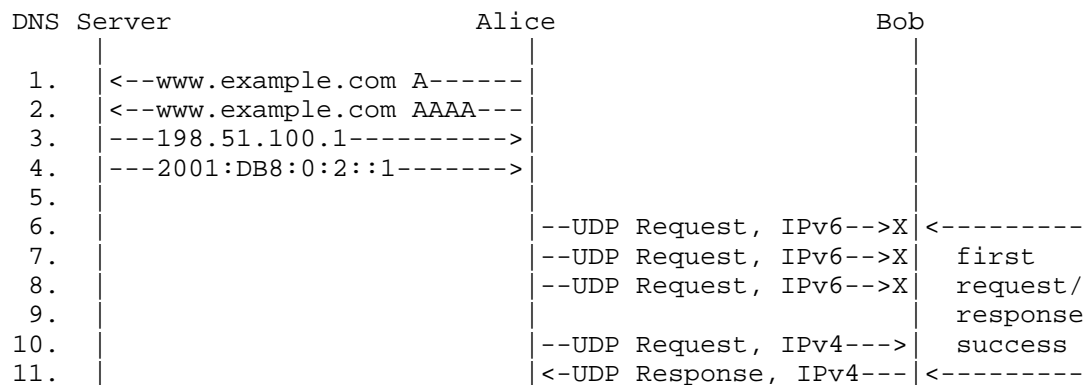 DNS Server                  Alice                    Bob
     |                         |                       |
 1.  |<--www.example.com A------|                       |
 2.  |<--www.example.com AAAA---|                       |
 3.  |---198.51.100.1---------->|                       |
 4.  |---2001:DB8:0:2::1------->|                       |
 5.  |                          |                       |
 6.  |                          |--UDP Request, IPv6-->X|<---------
 7.  |                          |--UDP Request, IPv6-->X|  first
 8.  |                          |--UDP Request, IPv6-->X|  request/
 9.  |                          |                       |  response
10.  |                          |--UDP Request, IPv4--->|  success
11.  |                          |<-UDP Response, IPv4---|<---------